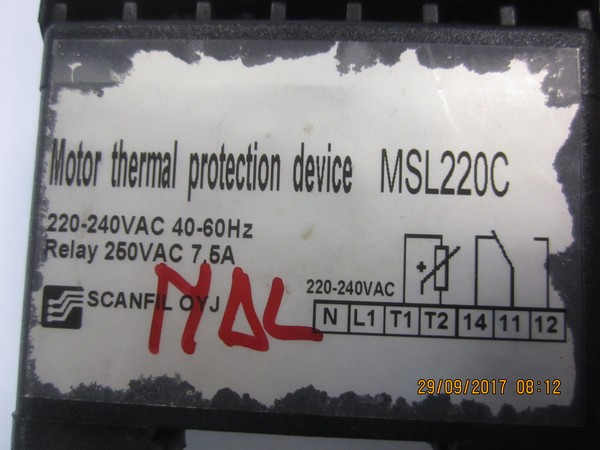 Motor thermal protection device MSL220C
220-240VAC 40-60Hz
Relay 250VAC 7.5A
SCANFIL OYJ
220-240VAC
N L1 T1 T2 14 11 12
29/09/2017 08:12